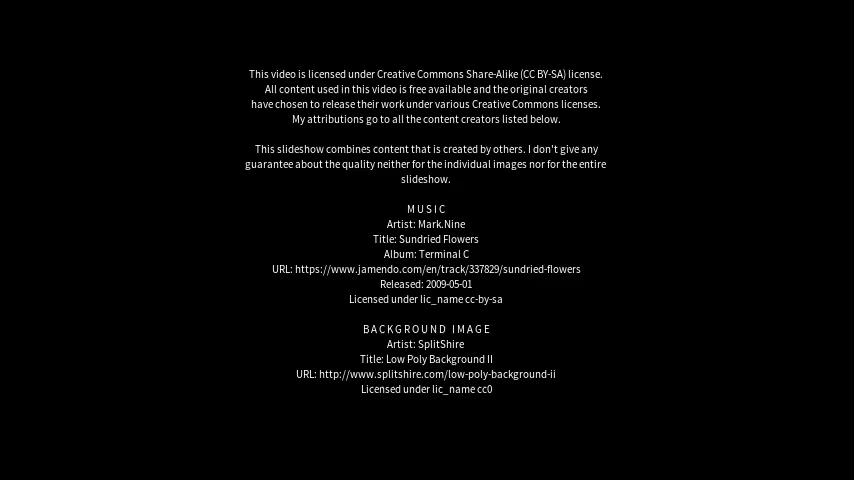 This video is licensed under Creative Commons Share-Alike (CC BY-SA) license.
All content used in this video is free available and the original creators
have chosen to release their work under various Creative Commons licenses.
My attributions go to all the content creators listed below.
This slideshow combines content that is created by others. I don't give any
guarantee about the quality neither for the individual images nor for the entire
slideshow.
MUSIC
Artist: Mark.Nine
Title: Sundried Flowers
Album: Terminal C
URL: https://www.jamendo.com/en/track/337829/sundried-flowers
Released: 2009-05-01
Licensed under lic_name cc-by-sa
BACKGROUND IMAGE
Artist: SplitShire
Title: Low Poly Background II
URL: http://www.splitshire.com/low-poly-background-ii
Licensed under lic_name cc0